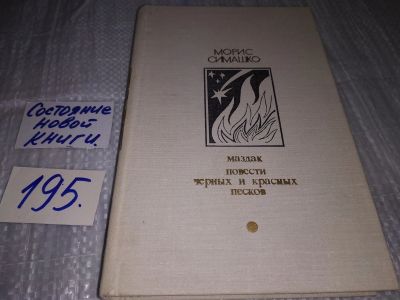 Состояние
новой
книги.
195.
МОРИС
СИМАШКО
маздак
повести
черных и красных
песков